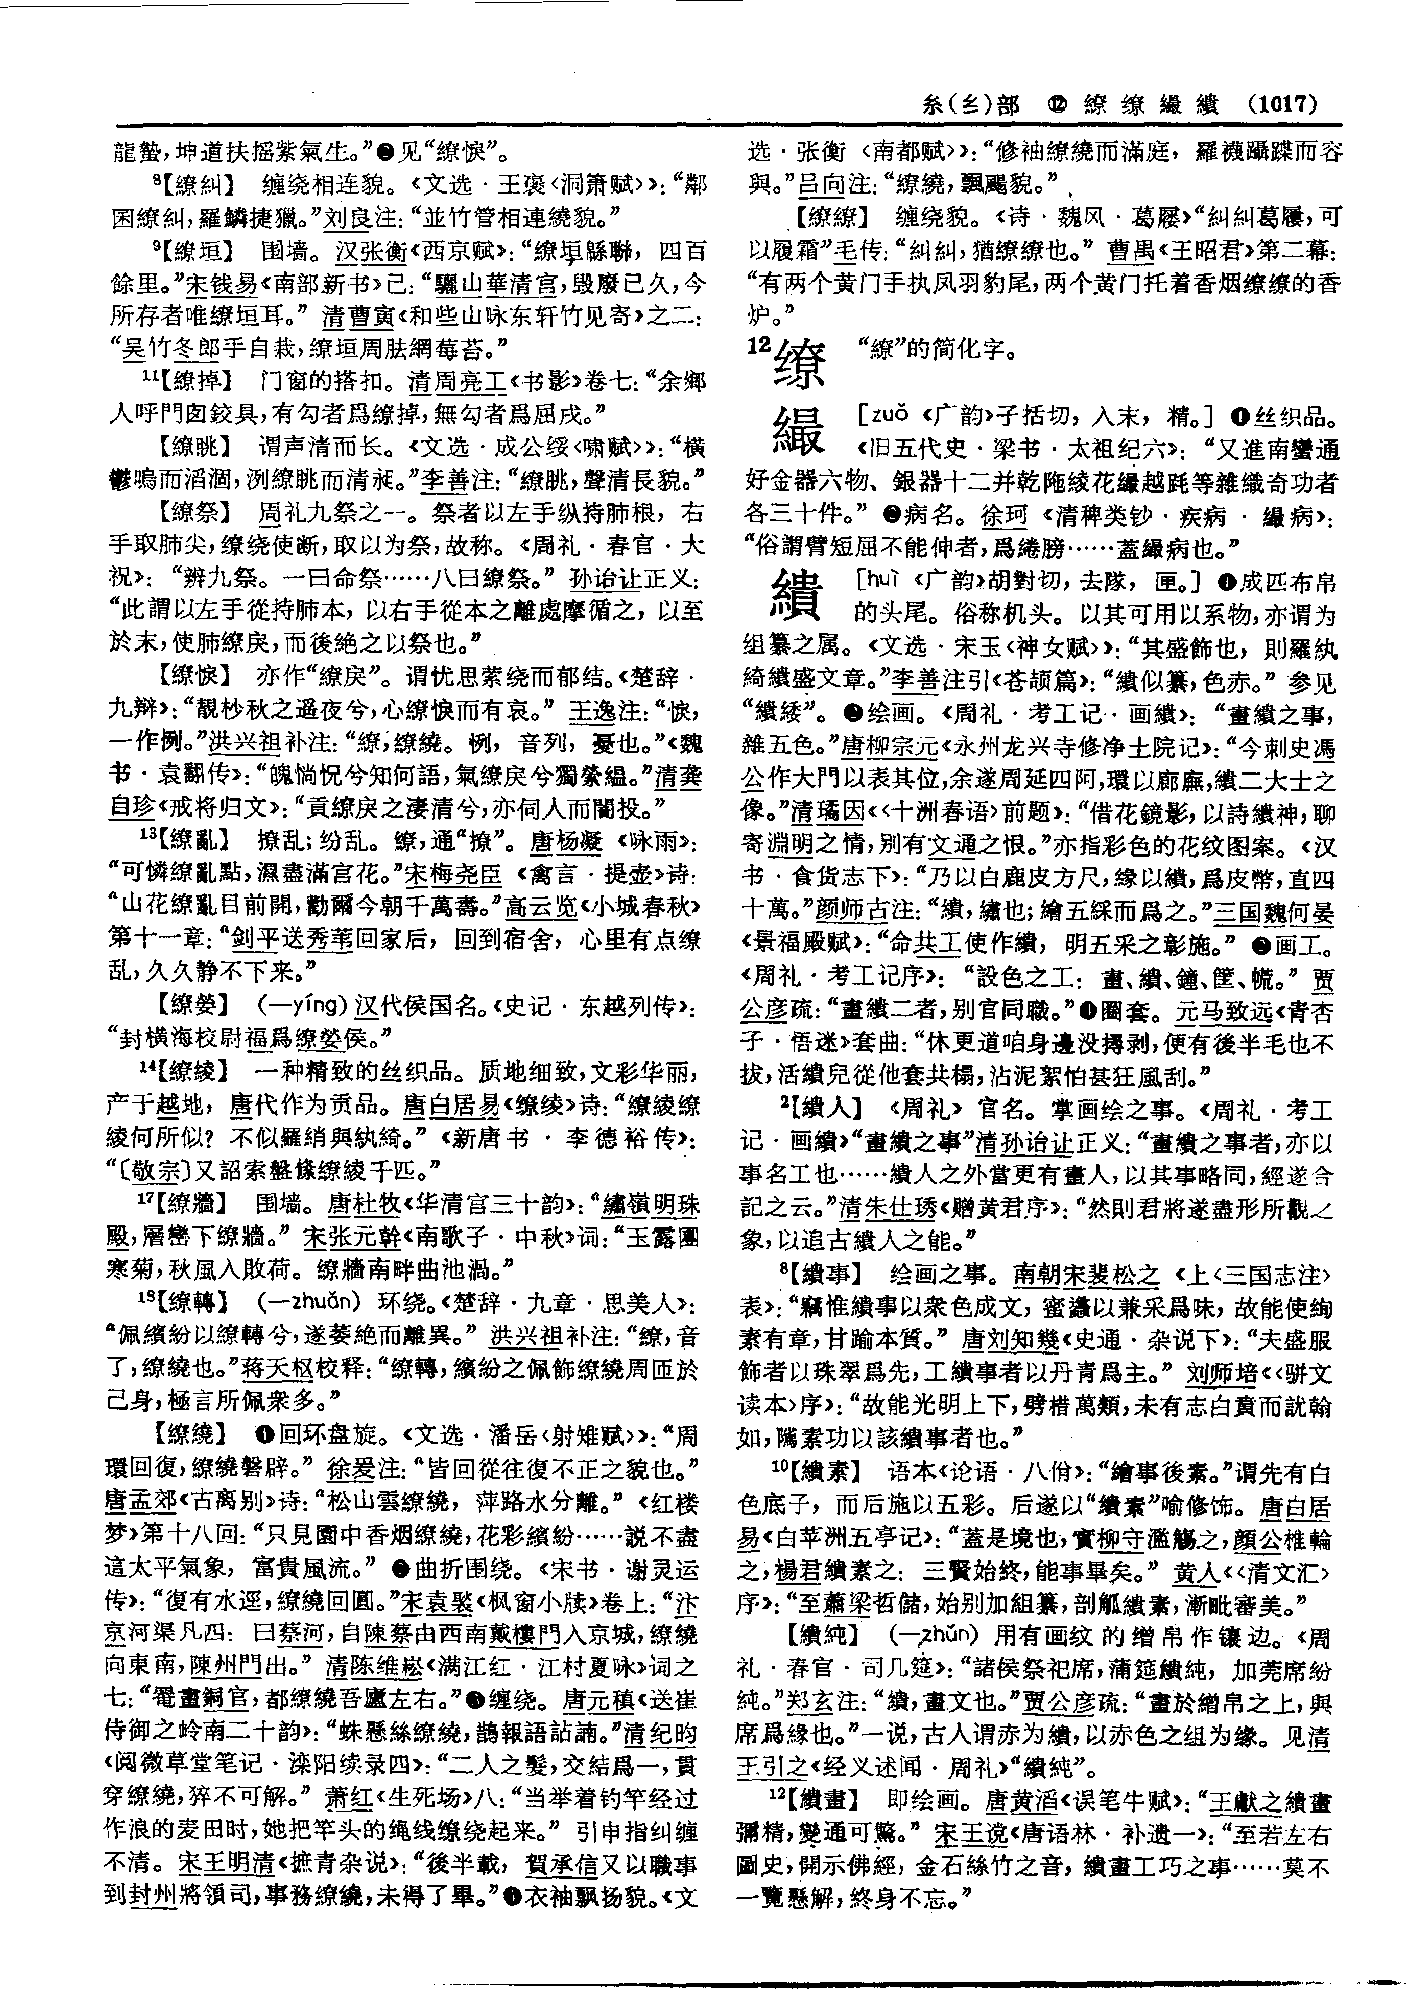 糸(纟)部 ⑫ 繚 缭 繓 繢 (1017)
龍蟄,坤道扶摇紫氣生。”❷见“繚悷”。
⁸【繚糾】 缠绕相连貌。《文选·王褒〈洞箫赋〉》:“鄰
囷繚糾,羅鱗捷獵。”刘良注:“並竹管相連繞貌。”
⁹【繚垣】 围墙。汉张衡《西京赋》:“繚垣緜聯,四百
餘里。”宋钱易《南部新书》己:“驪山華清宫,毁廢已久,今
所存者唯繚垣耳。” 清曹寅《和些山咏东轩竹见寄》之二:
“吴竹冬郎手自栽,繚垣周胠網莓苔。”
¹¹【繚掉】 门窗的搭扣。清周亮工《书影》卷七:“余鄉
人呼門囱鉸具,有勾者爲繚掉,無勾者爲屈戌。”
【繚眺】 谓声清而长。《文选·成公绥〈啸赋〉》:“横
鬱嗚而滔涸,洌繚眺而清昶。”李善注:“繚眺,聲清長貌。”
【繚祭】 周礼九祭之一。祭者以左手纵持肺根,右
手取肺尖,缭绕使断,取以为祭,故称。《周礼·春官·大
祝》:“辨九祭。一曰命祭……八曰繚祭。” 孙诒让正义:
“此謂以左手從持肺本,以右手從本之離處摩循之,以至
於末,使肺繚戾,而後絶之以祭也。”
【繚悷】 亦作“繚戾”。谓忧思萦绕而郁结。《楚辞·
九辩》:“靚杪秋之遥夜兮,心繚悷而有哀。” 王逸注:“悷,
一作㤠。”洪兴祖补注:“繚,繚繞。㤠,音列,憂也。”《魏
书·袁翻传》:“魄惝怳兮知何語,氣繚戾兮獨縈緼。”清龚
自珍《戒将归文》:“貢繚戾之淒清兮,亦伺人而闇投。”
¹³【繚亂】 撩乱;纷乱。缭,通“撩”。唐杨凝《咏雨》:
“可憐繚亂點,濕盡滿宫花。”宋梅尧臣《禽言·提壶》诗:
“山花繚亂目前開,勸爾今朝千萬壽。”高云览《小城春秋》
第十一章:“剑平送秀苇回家后,回到宿舍,心里有点缭
乱,久久静不下来。”
【繚嫈】 (—yíng)汉代侯国名。《史记·东越列传》:
“封横海校尉福爲繚嫈侯。”
¹⁴【繚綾】 一种精致的丝织品。质地细致,文彩华丽,
产于越地,唐代作为贡品。唐白居易《缭绫》诗:“繚綾繚
綾何所似? 不似羅綃與紈綺。”《新唐书·李德裕传》:
“〔敬宗〕又詔索盤絛繚綾千匹。”
¹⁷【繚牆】 围墙。唐杜牧《华清宫三十韵》:“繡嶺明珠
殿,層巒下繚牆。” 宋张元幹《南歌子·中秋》词:“玉露團
寒菊,秋風入敗荷。繚牆南畔曲池渦。”
¹⁸【繚轉】 (—zhuǎn) 环绕。《楚辞·九章·思美人》:
“佩繽紛以繚轉兮,遂萎絶而離異。” 洪兴祖补注:“繚,音
了,繚繞也。”蒋天枢校释:“繚轉,繽紛之佩飾繚繞周匝於
己身,極言所佩衆多。”
【繚繞】 ❶回环盘旋。《文选·潘岳〈射雉赋〉》:“周
環回復,繚繞磐辟。” 徐爰注:“皆回從往復不正之貌也。”
唐孟郊《古离别》诗:“松山雲繚繞,萍路水分離。”《红楼
梦》第十八回:“只見園中香烟繚繞,花彩繽紛……説不盡
這太平氣象,富貴風流。” ❷曲折围绕。《宋书·谢灵运
传》:“復有水逕,繚繞回圓。”宋袁褧《枫窗小牍》卷上:“汴
京河渠凡四: 曰蔡河,自陳蔡由西南戴樓門入京城,繚繞
向東南,陳州門出。” 清陈维崧《满江红·江村夏咏》词之
七:“罨畫銅官,都繚繞吾廬左右。”❸缠绕。唐元稹《送崔
侍御之岭南二十韵》:“蛛懸絲繚繞,鵲報語詀諵。”清纪昀
《阅微草堂笔记·滦阳续录四》:“二人之髮,交結爲一,貫
穿繚繞,猝不可解。” 萧红《生死场》八:“当举着钓竿经过
作浪的麦田时,她把竿头的绳线缭绕起来。” 引申指纠缠
不清。宋王明清《摭青杂说》:“後半載,賀承信又以職事
到封州將領司,事務繚繞,未得了畢。”❹衣袖飘扬貌。《文
选·张衡〈南都赋〉》:“修袖繚繞而滿庭,羅襪躡蹀而容
與。”吕向注:“繚繞,飄颺貌。”
【繚繚】 缠绕貌。《诗·魏风·葛屦》“糾糾葛屨,可
以履霜”毛传:“糾糾,猶繚繚也。” 曹禺《王昭君》第二幕:
“有两个黄门手执凤羽豹尾,两个黄门托着香烟缭缭的香
炉。”
¹²缭 “繚”的简化字。
繓 [zuǒ《广韵》子括切,入末,精。] ❶丝织品。
《旧五代史·梁书·太祖纪六》:“又進南蠻通
好金器六物、銀器十二并乾陁綾花繓越毦等雜織奇功者
各三十件。” ❷病名。徐珂《清稗类钞·疾病·繓病》:
“俗謂臂短屈不能伸者,爲綣膀……蓋繓病也。”
繢 [huì《广韵》胡對切,去隊,匣。] ❶成匹布帛
的头尾。俗称机头。以其可用以系物,亦谓为
组纂之属。《文选·宋玉〈神女赋〉》:“其盛飾也,則羅紈
綺繢盛文章。”李善注引《苍颉篇》:“繢似纂,色赤。” 参见
“繢緌”。❷绘画。《周礼·考工记·画繢》:“畫繢之事,
雜五色。”唐柳宗元《永州龙兴寺修净土院记》:“今刺史馮
公作大門以表其位,余遂周延四阿,環以廊廡,繢二大士之
像。”清璚因《〈十洲春语〉前题》:“借花鏡影,以詩繢神,聊
寄淵明之情,别有文通之恨。”亦指彩色的花纹图案。《汉
书·食货志下》:“乃以白鹿皮方尺,緣以繢,爲皮幣,直四
十萬。”颜师古注:“繢,繡也;繪五綵而爲之。”三国魏何晏
《景福殿赋》:“命共工使作繢,明五采之彰施。” ❸画工。
《周礼·考工记序》:“設色之工: 畫、繢、鐘、筐、㡆。” 贾
公彦疏:“畫繢二者,别官同職。”❹圈套。元马致远《青杏
子·悟迷》套曲:“休更道咱身邊没撏剥,便有後半毛也不
拔,活繢兒從他套共榻,沾泥絮怕甚狂風刮。”
²【繢人】 《周礼》官名。掌画绘之事。《周礼·考工
记·画繢》“畫繢之事”清孙诒让正义:“畫繢之事者,亦以
事名工也……繢人之外當更有畫人,以其事略同,經遂合
記之云。”清朱仕琇《赠黄君序》:“然則君將遂盡形所觀之
象,以追古繢人之能。”
⁸【繢事】 绘画之事。南朝宋裴松之《上〈三国志注〉
表》:“竊惟繢事以衆色成文,蜜蠭以兼采爲味,故能使絢
素有章,甘踰本質。” 唐刘知幾《史通·杂说下》:“夫盛服
飾者以珠翠爲先,工繢事者以丹青爲主。” 刘师培《〈骈文
读本〉序》:“故能光明上下,劈措萬類,未有志白賁而訧翰
如,隲素功以該繢事者也。”
¹⁰【繢素】 语本《论语·八佾》:“繪事後素。”谓先有白
色底子,而后施以五彩。后遂以“繢素”喻修饰。唐白居
易《白苹洲五亭记》:“蓋是境也,實柳守濫觴之,顔公椎輪
之,楊君繢素之: 三賢始終,能事畢矣。” 黄人《〈清文汇〉
序》:“至蕭梁哲儲,始别加組纂,剖觚繢素,漸毗審美。”
【繢純】 (—zhǔn) 用有画纹的缯帛作镶边。《周
礼·春官·司几筵》:“諸侯祭祀席,蒲筵繢純,加莞席紛
純。”郑玄注:“繢,畫文也。”贾公彦疏:“畫於繒帛之上,與
席爲緣也。”一说,古人谓赤为繢,以赤色之组为缘。见清
王引之《经义述闻·周礼》“繢純”。
¹²【繢畫】 即绘画。唐黄滔《误笔牛赋》:“王獻之繢畫
彌精,變通可驚。” 宋王谠《唐语林·补遗一》:“至若左右
圖史,開示佛經,金石絲竹之音,繢畫工巧之事……莫不
一覽懸解,終身不忘。”